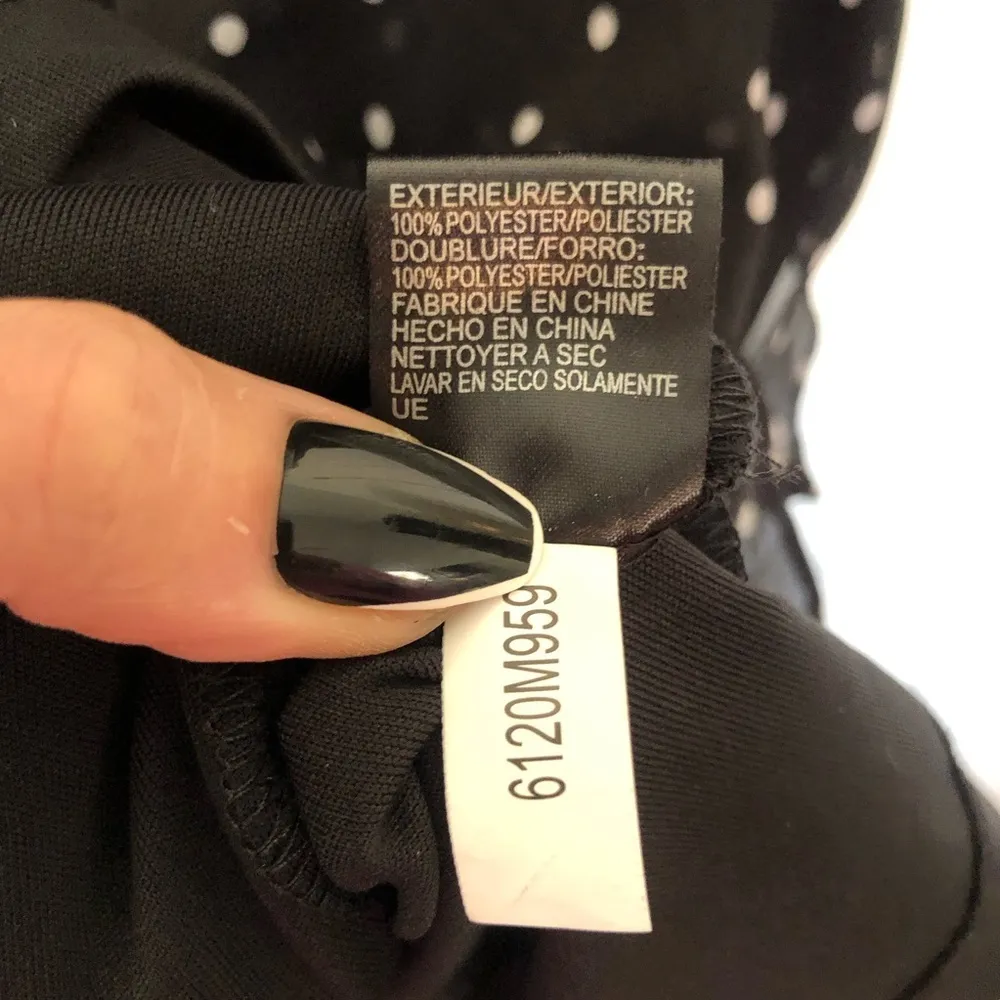 EXTERIEUR/EXTERIOR:
100% POLYESTER/POLIESTER
DOUBLURE/FORRO:
100% POLYESTER/POLIESTER
FABRIQUE EN CHINE
HECHO EN CHINA
NETTOYER A SEC
LAVAR EN SECO SOLAMENTE
UE
6120M959